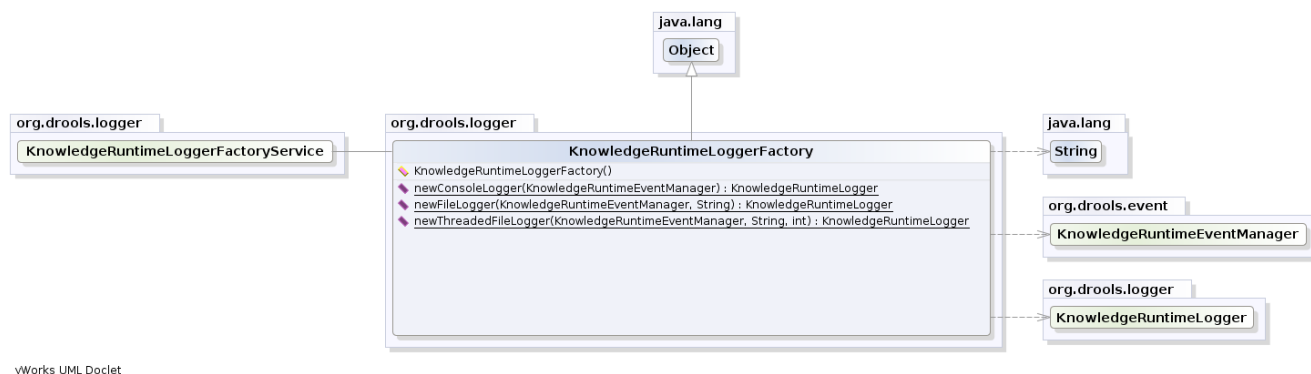 java.lang
Object
org.drools.logger
KnowledgeRuntimeLoggerFactoryService
org.drools.logger
KnowledgeRuntimeLoggerFactory
KnowledgeRuntimeLoggerFactory()
newConsoleLogger(KnowledgeRuntimeEventManager) : KnowledgeRuntimeLogger
newFileLogger(KnowledgeRuntimeEventManager, String) : KnowledgeRuntimeLogger
newThreadedFileLogger(KnowledgeRuntimeEventManager, String, int) : KnowledgeRuntimeLogger
java.lang
String
org.drools.event
KnowledgeRuntimeEventManager
org.drools.logger
KnowledgeRuntimeLogger
yWorks UML Doclet